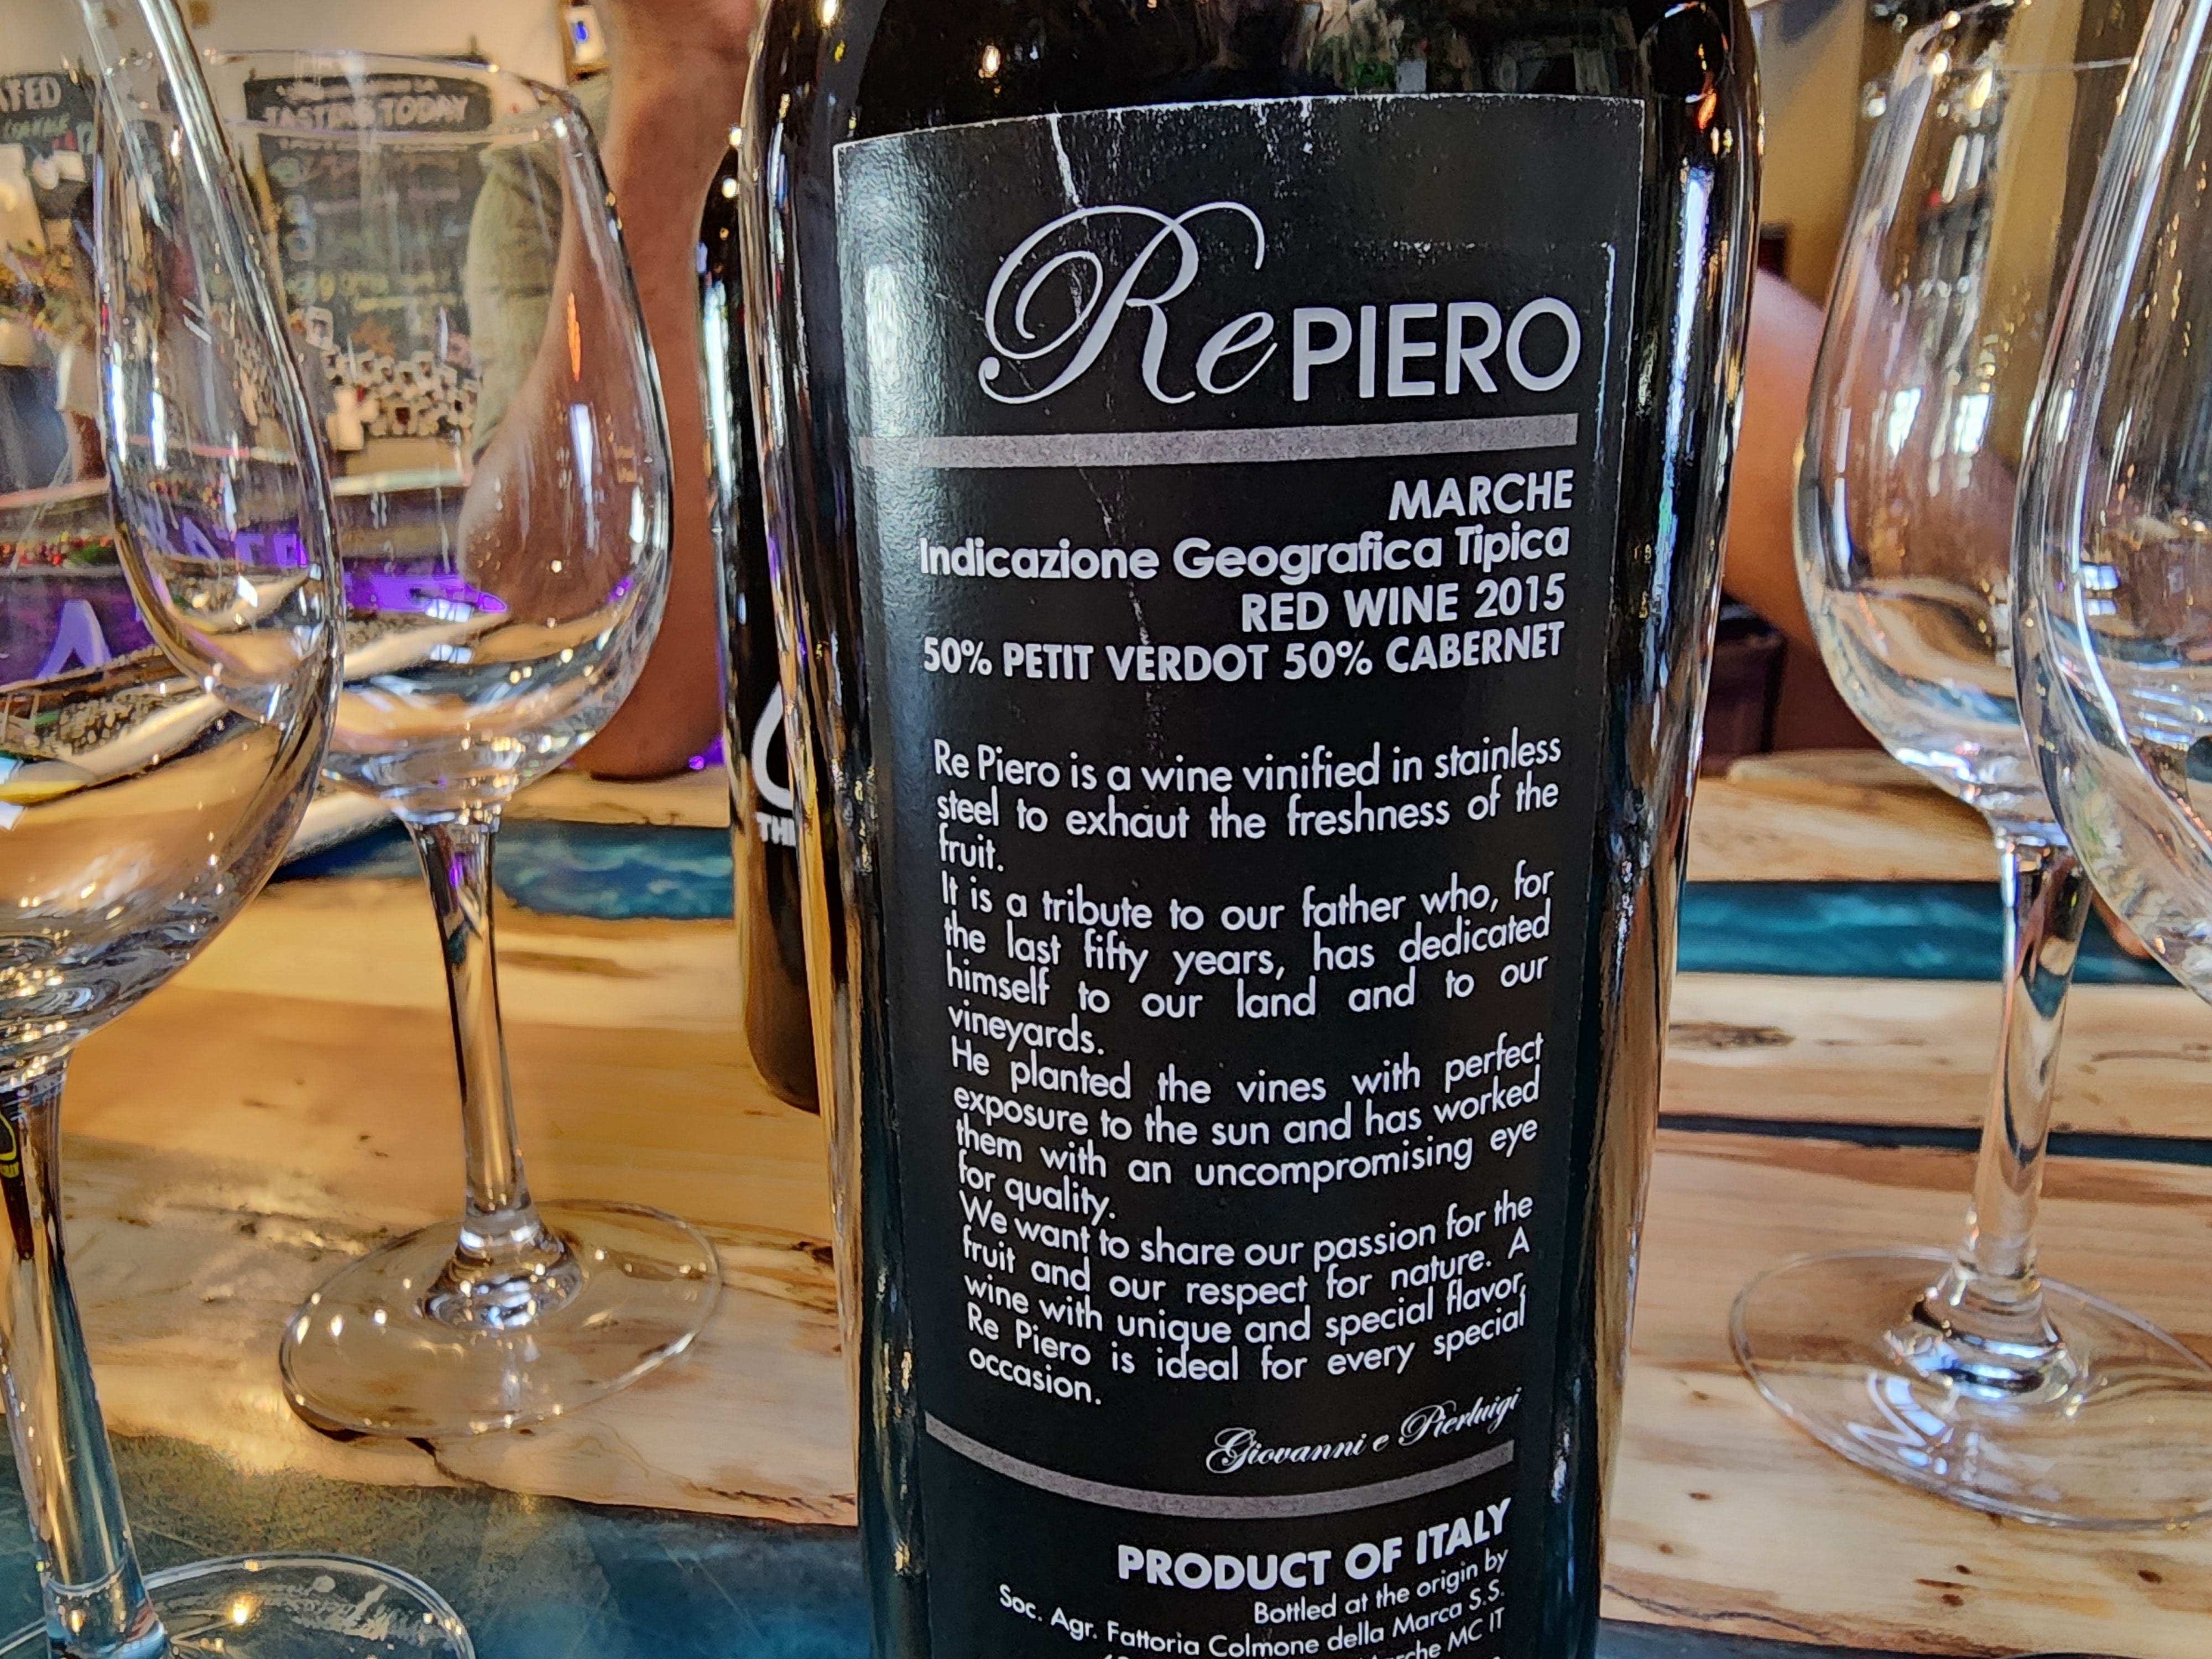 TASTING TODAY
Re PIERO
MARCHE
Indicazione Geografica Tipica
RED WINE 2015
50% PETIT VERDOT 50% CABERNET
Re Piero is a wine vinified in stainless
steel to exhaut the freshness of the
fruit.
It is a tribute to our father who, for
the last fifty years, has dedicated
himself to our land and to our
vineyards.
He planted the vines with perfect
exposure to the sun and has worked
them with an uncompromising eye
for quality.
We want to share our passion for the
fruit and our respect for nature. A
wine with unique and special flavor,
Re Piero is ideal for every special
occasion.
Giovanni e Pierluigi
PRODUCT OF ITALY
Bottled at the origin by
Soc. Agr. Fattoria Colmone della Marca S.S.
MC IT